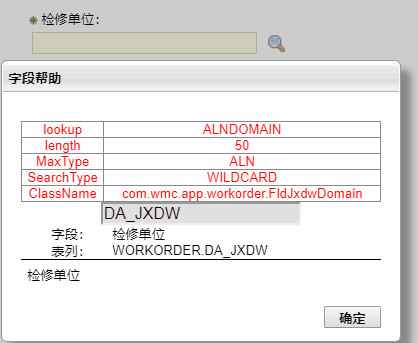 ✸ 检修单位：
字段帮助
lookup ALNDOMAIN
length 50
MaxType ALN
SearchType WILDCARD
ClassName com.wmc.app.workorder.FldJxdwDomain
DA_JXDW
字段： 检修单位
表列： WORKORDER.DA_JXDW
检修单位
确定